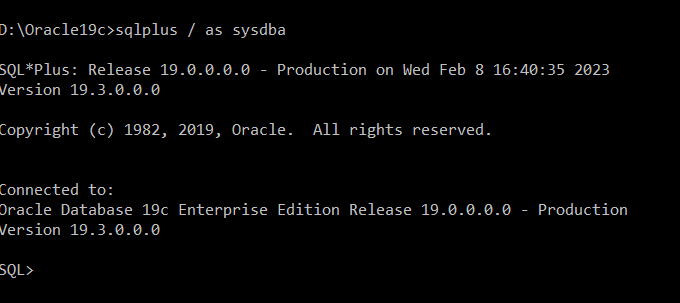 D:\Oracle19c>sqlplus / as sysdba
SQL*Plus: Release 19.0.0.0.0 - Production on Wed Feb 8 16:40:35 2023
Version 19.3.0.0.0
Copyright (c) 1982, 2019, Oracle.  All rights reserved.
Connected to:
Oracle Database 19c Enterprise Edition Release 19.0.0.0.0 - Production
Version 19.3.0.0.0
SQL>